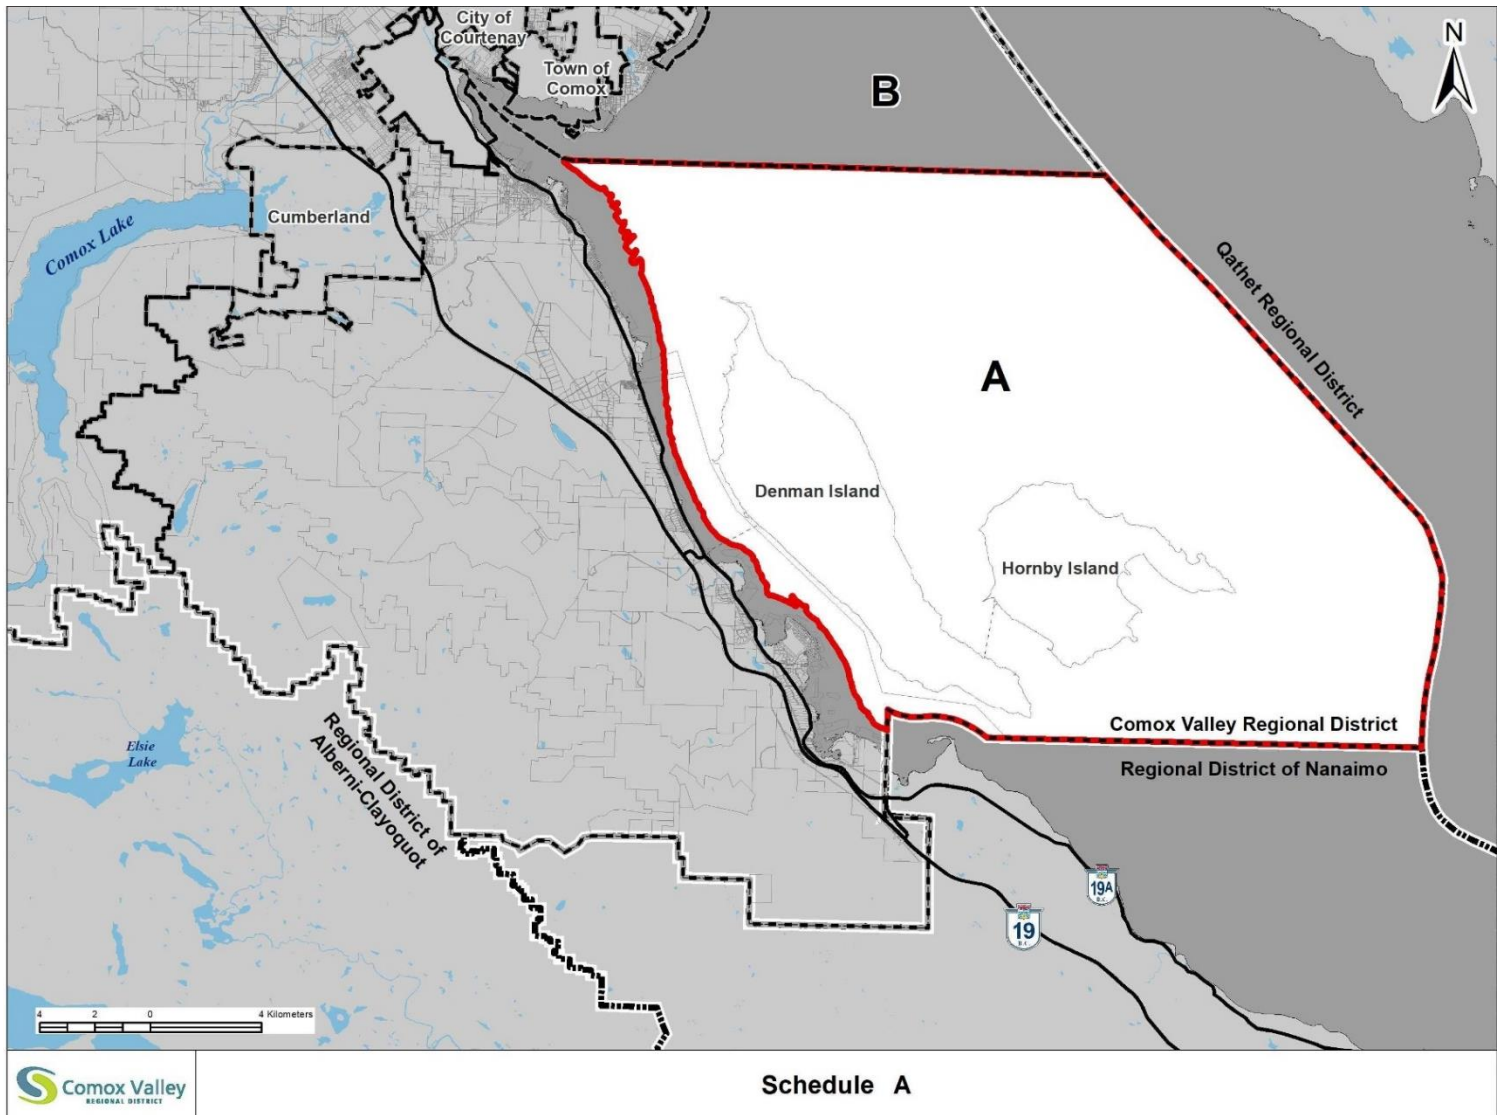 City of
Courtenay
Town of
Comox
B
N
Cumberland
Comox Lake
Qathet Regional District
A
Denman Island
Hornby Island
Comox Valley Regional District
Regional District of Nanaimo
Elsie
Lake
Regional District of
Alberni-Clayoquot
19A
B.C.
19
B.C.
4 2 0 4 Kilometers
Comox Valley
REGIONAL DISTRICT
Schedule A